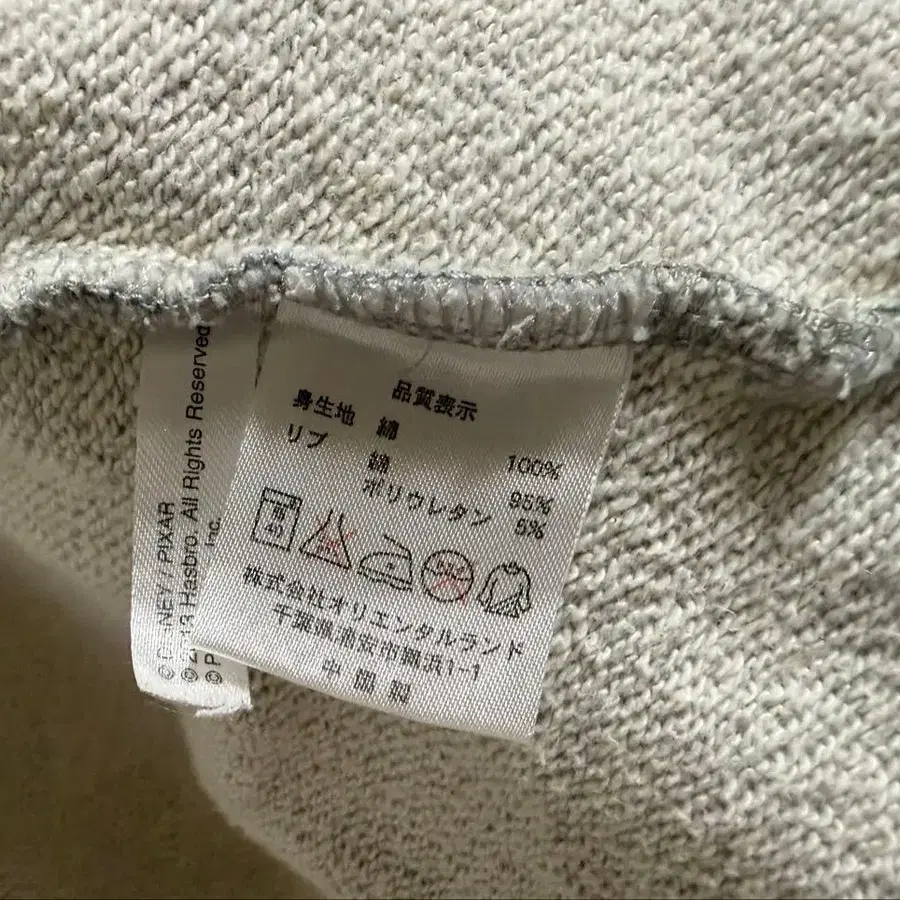 品質表示
身生地 綿 100%
リブ 綿 95%
ポリウレタン 5%
株式会社オリエンタルランド
千葉県浦安市舞浜1-1
中国製
NEY / PIXAR
Hasbro. All Rights Reserved
Inc.